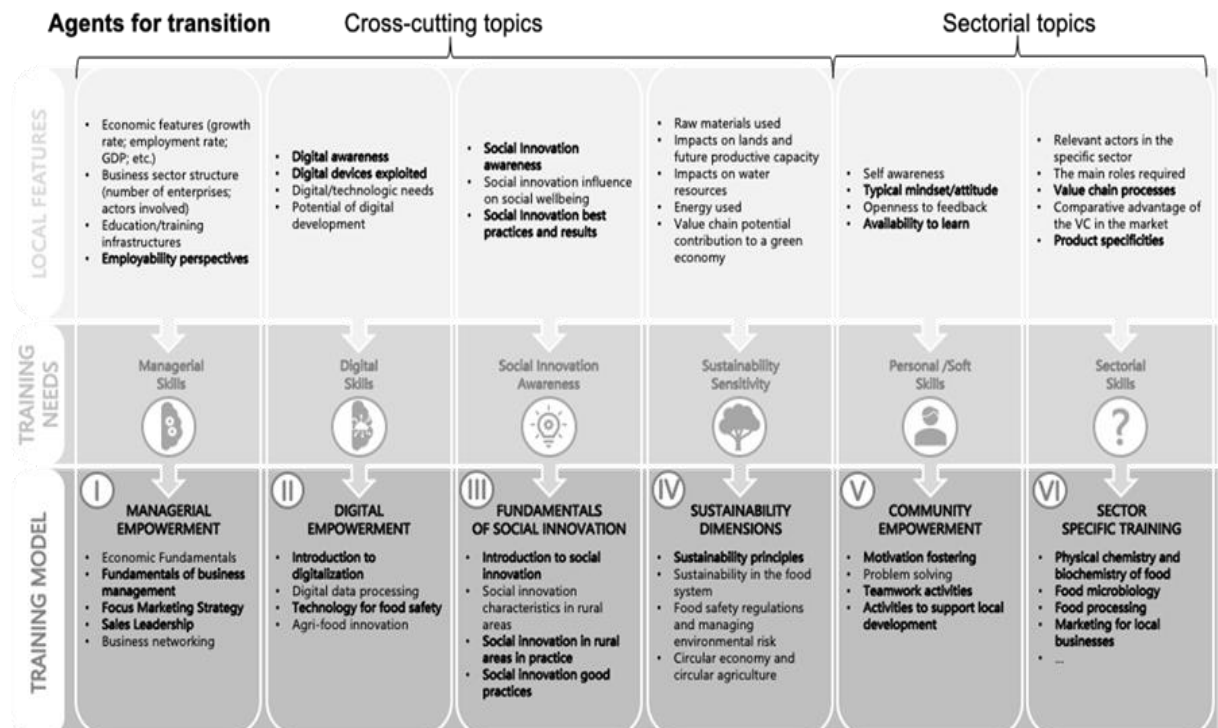 Agents for transition
Cross-cutting topics
Sectorial topics
LOCAL FEATURES
• Economic features (growth
rate; employment rate;
GDP; etc.)
• Business sector structure
(number of enterprises;
actors involved)
• Education/training
infrastructures
• Employability perspectives
• Digital awareness
• Digital devices exploited
• Digital/technologic needs
• Potential of digital
development
• Social Innovation
awareness
• Social innovation influence
on social wellbeing
• Social Innovation best
practices and results
• Raw materials used
• Impacts on lands and
future productive capacity
• Impacts on water
resources
• Energy used
• Value chain potential
contribution to a green
economy
• Self awareness
• Typical mindset/attitude
• Openness to feedback
• Availability to learn
• Relevant actors in the
specific sector
• The main roles required
• Value chain processes
• Comparative advantage of
the VC in the market
• Product specificities
TRAINING
NEEDS
Managerial
Skills
Digital
Skills
Social Innovation
Awareness
Sustainability
Sensitivity
Personal /Soft
Skills
Sectorial
Skills
?
TRAINING MODEL
I
MANAGERIAL
EMPOWERMENT
• Economic Fundamentals
• Fundamentals of business
management
• Focus Marketing Strategy
• Sales Leadership
• Business networking
II
DIGITAL
EMPOWERMENT
• Introduction to
digitalization
• Digital data processing
• Technology for food safety
• Agri-food innovation
III
FUNDAMENTALS
OF SOCIAL INNOVATION
• Introduction to social
innovation
• Social innovation
characteristics in rural
areas
• Social innovation in rural
areas in practice
• Social innovation good
practices
IV
SUSTAINABILITY
DIMENSIONS
• Sustainability principles
• Sustainability in the food
system
• Food safety regulations
and managing
environmental risk
• Circular economy and
circular agriculture
V
COMMUNITY
EMPOWERMENT
• Motivation fostering
• Problem solving
• Teamwork activities
• Activities to support local
development
VI
SECTOR
SPECIFIC TRAINING
• Physical chemistry and
biochemistry of food
• Food microbiology
• Food processing
• Marketing for local
businesses
• ...